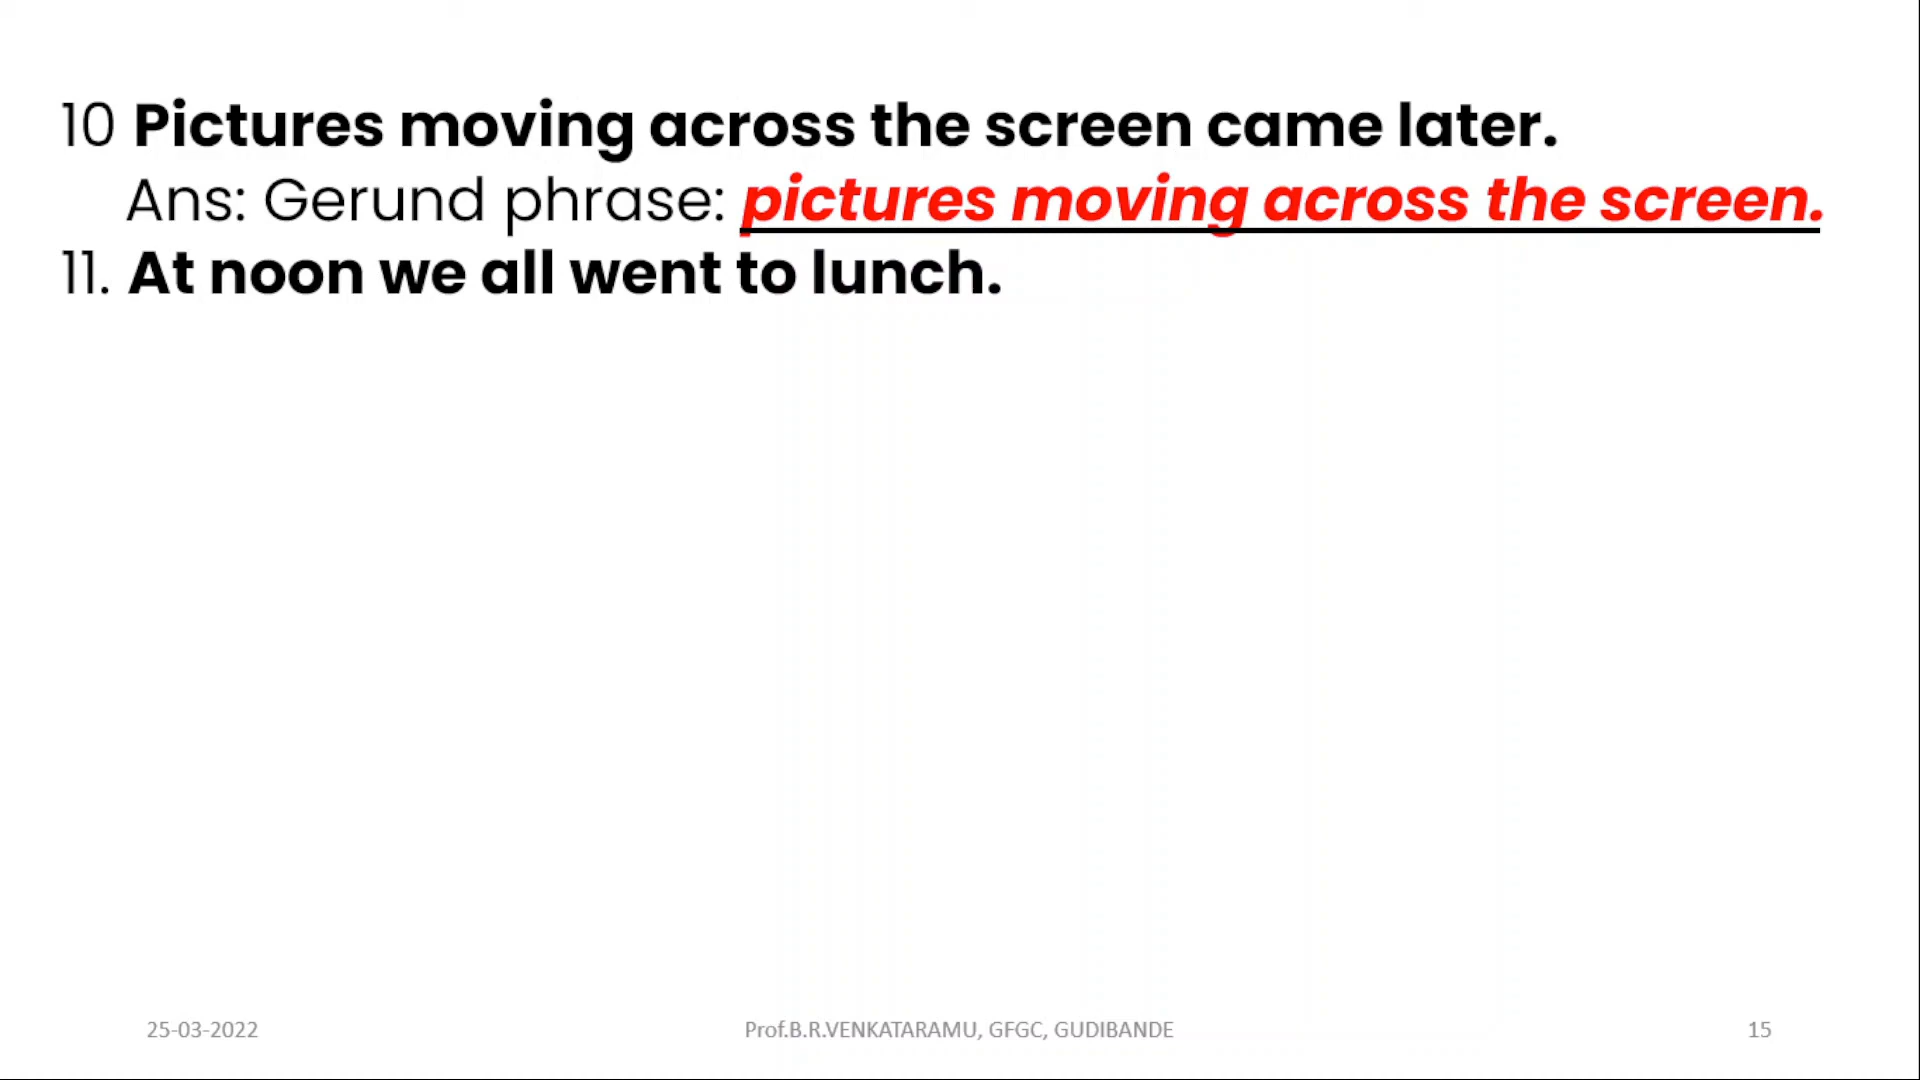 10 Pictures moving across the screen came later.
Ans: Gerund phrase: pictures moving across the screen.
11. At noon we all went to lunch.
25-03-2022
Prof.B.R.VENKATARAMU, GFGC, GUDIBANDE
15